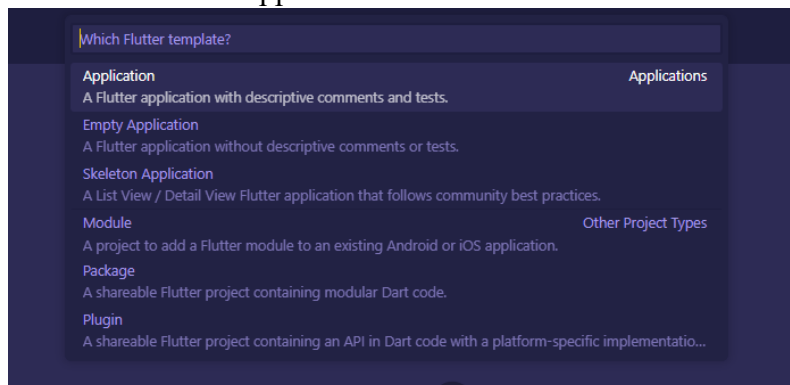 Which Flutter template?
Application Applications
A Flutter application with descriptive comments and tests.
Empty Application
A Flutter application without descriptive comments or tests.
Skeleton Application
A List View / Detail View Flutter application that follows community best practices.
Module Other Project Types
A project to add a Flutter module to an existing Android or iOS application.
Package
A shareable Flutter project containing modular Dart code.
Plugin
A shareable Flutter project containing an API in Dart code with a platform-specific implementatio...